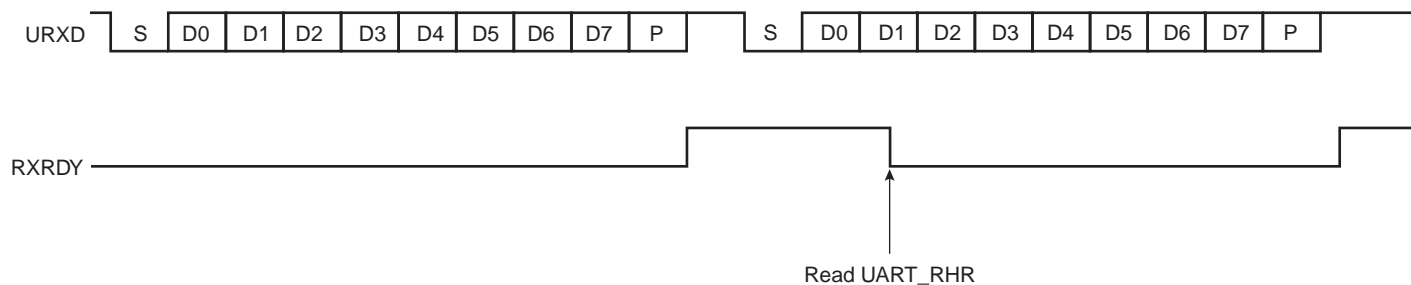 URXD S D0 D1 D2 D3 D4 D5 D6 D7 P S D0 D1 D2 D3 D4 D5 D6 D7 P
RXRDY
Read UART_RHR